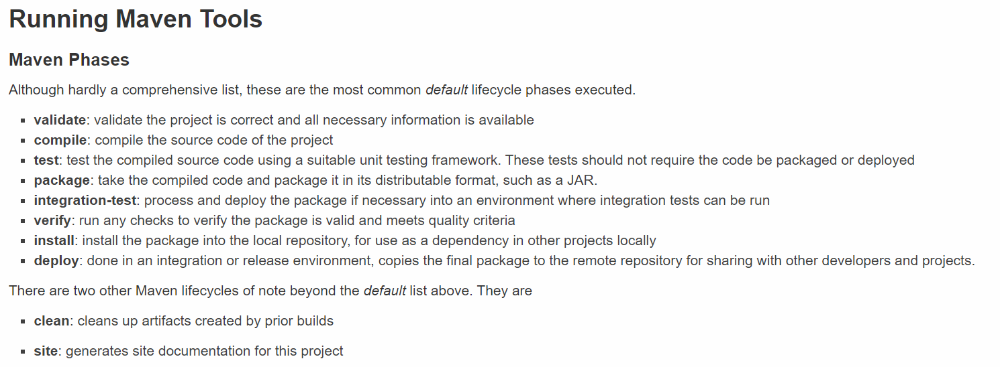 Running Maven Tools
Maven Phases
Although hardly a comprehensive list, these are the most common default lifecycle phases executed.
▪ validate: validate the project is correct and all necessary information is available
▪ compile: compile the source code of the project
▪ test: test the compiled source code using a suitable unit testing framework. These tests should not require the code be packaged or deployed
▪ package: take the compiled code and package it in its distributable format, such as a JAR.
▪ integration-test: process and deploy the package if necessary into an environment where integration tests can be run
▪ verify: run any checks to verify the package is valid and meets quality criteria
▪ install: install the package into the local repository, for use as a dependency in other projects locally
▪ deploy: done in an integration or release environment, copies the final package to the remote repository for sharing with other developers and projects.
There are two other Maven lifecycles of note beyond the default list above. They are
▪ clean: cleans up artifacts created by prior builds
▪ site: generates site documentation for this project